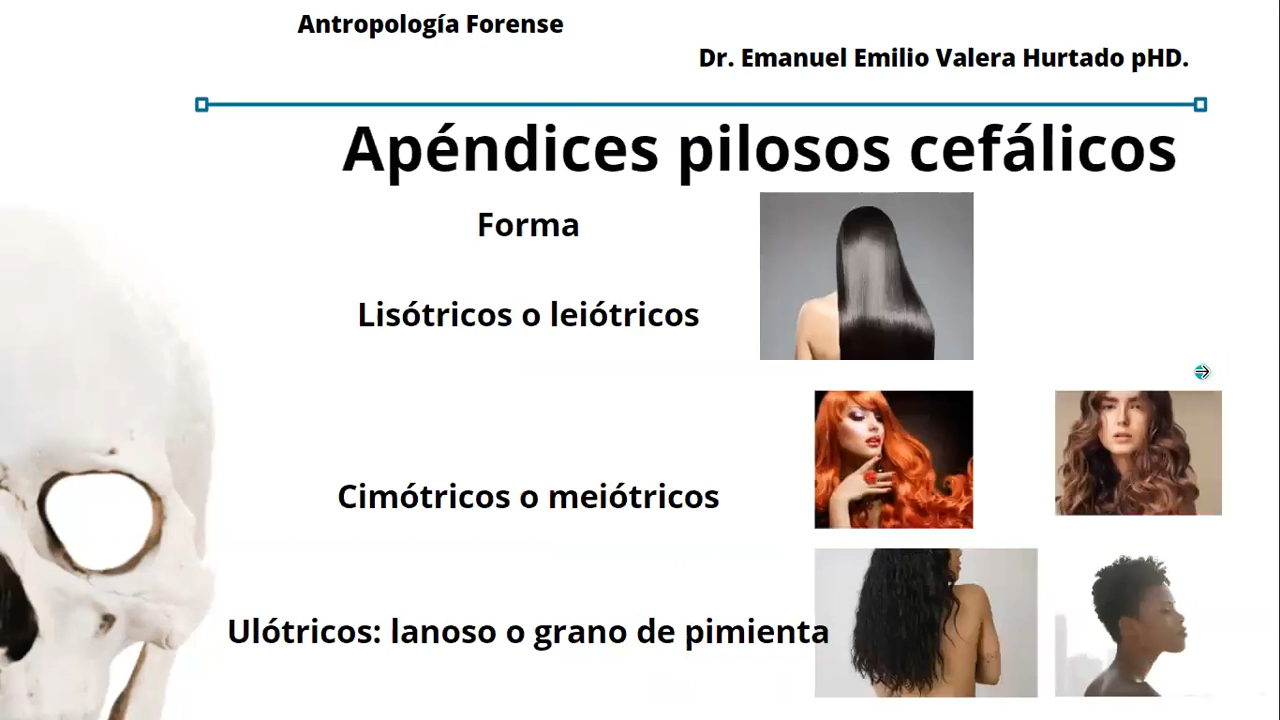 Antropología Forense
Dr. Emanuel Emilio Valera Hurtado pHD.
Apéndices pilosos cefálicos
Forma
Lisótricos o leiótricos
Cimótricos o meiótricos
Ulótricos: lanoso o grano de pimienta